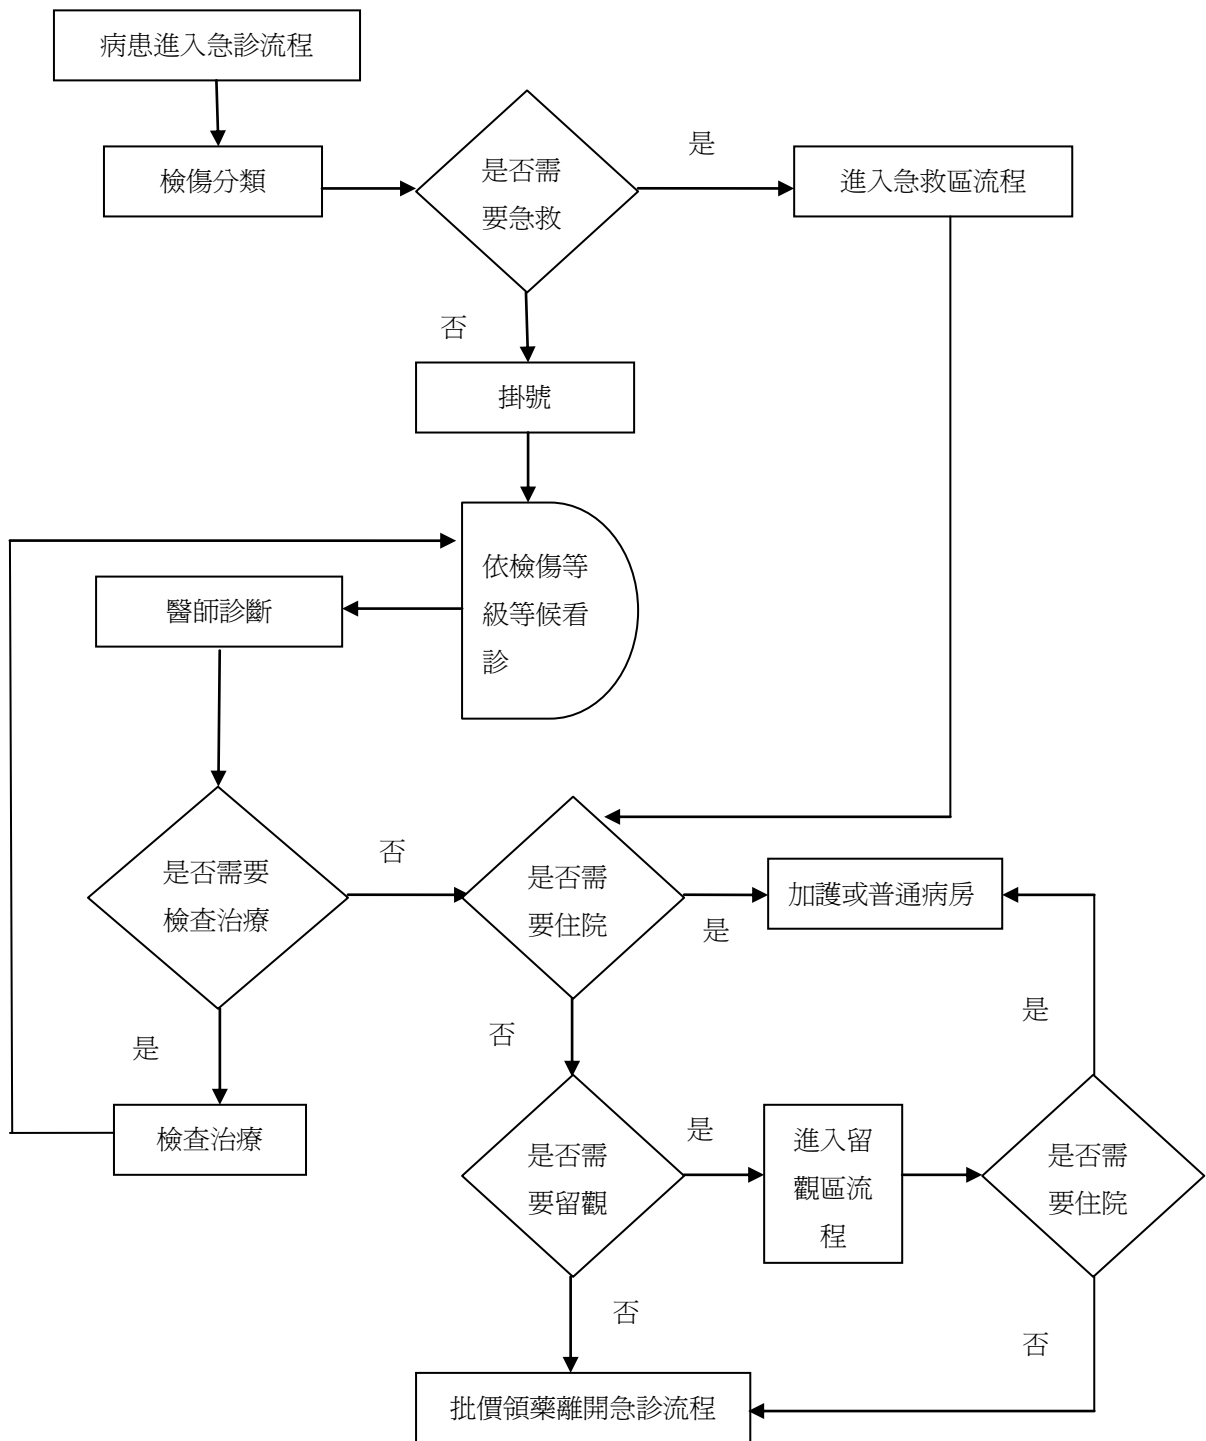 病患進入急診流程
檢傷分類
是否需
要急救
是
進入急救區流程
否
掛號
依檢傷等
級等候看
診
醫師診斷
是否需要
檢查治療
否
是否需
要住院
是
加護或普通病房
是
檢查治療
否
是否需
要留觀
是
進入留
觀區流
程
是否需
要住院
是
否
否
批價領藥離開急診流程